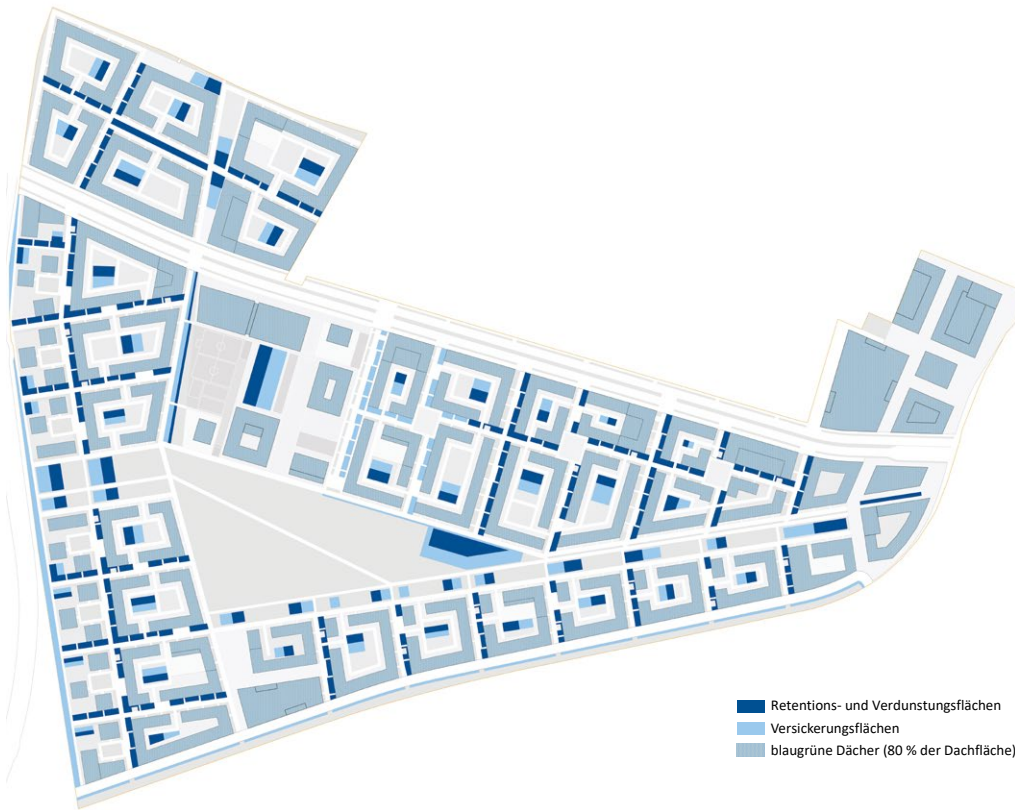 Retentions- und Verdunstungsflächen
Versickerungsflächen
blaugrüne Dächer (80 % der Dachfläche)